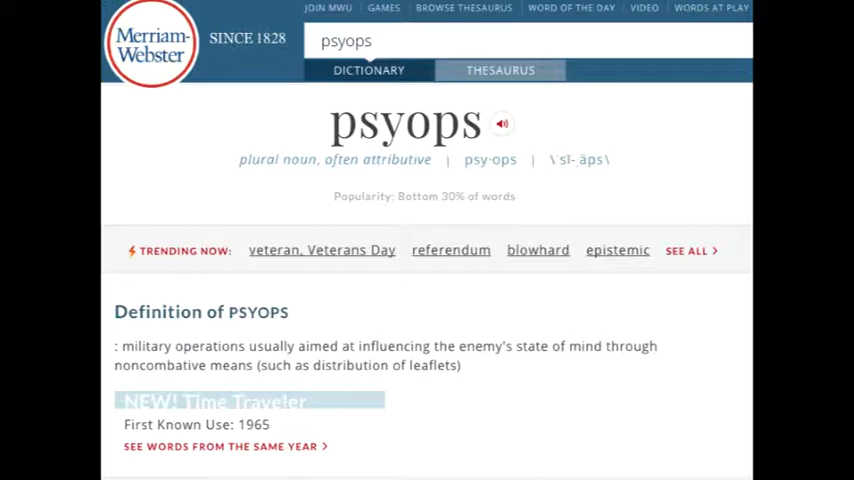 JOIN MWU GAMES BROWSE THESAURUS WORD OF THE DAY VIDEO WORDS AT PLAY
Merriam-
Webster
SINCE 1828
psyops
DICTIONARY THESAURUS
psyops
plural noun, often attributive | psy·ops | \ˈsī-ˌäps\
Popularity: Bottom 30% of words
TRENDING NOW: veteran, Veterans Day referendum blowhard epistemic SEE ALL >
Definition of PSYOPS
: military operations usually aimed at influencing the enemy's state of mind through
noncombative means (such as distribution of leaflets)
NEW! Time Traveler
First Known Use: 1965
SEE WORDS FROM THE SAME YEAR >